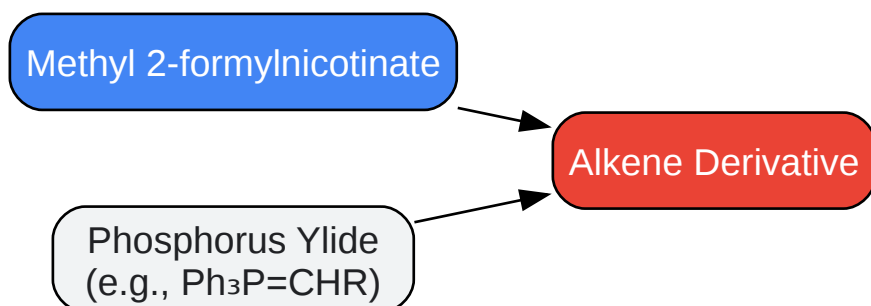 Methyl 2-formylnicotinate
Alkene Derivative
Phosphorus Ylide
(e.g., Ph₃P=CHR)